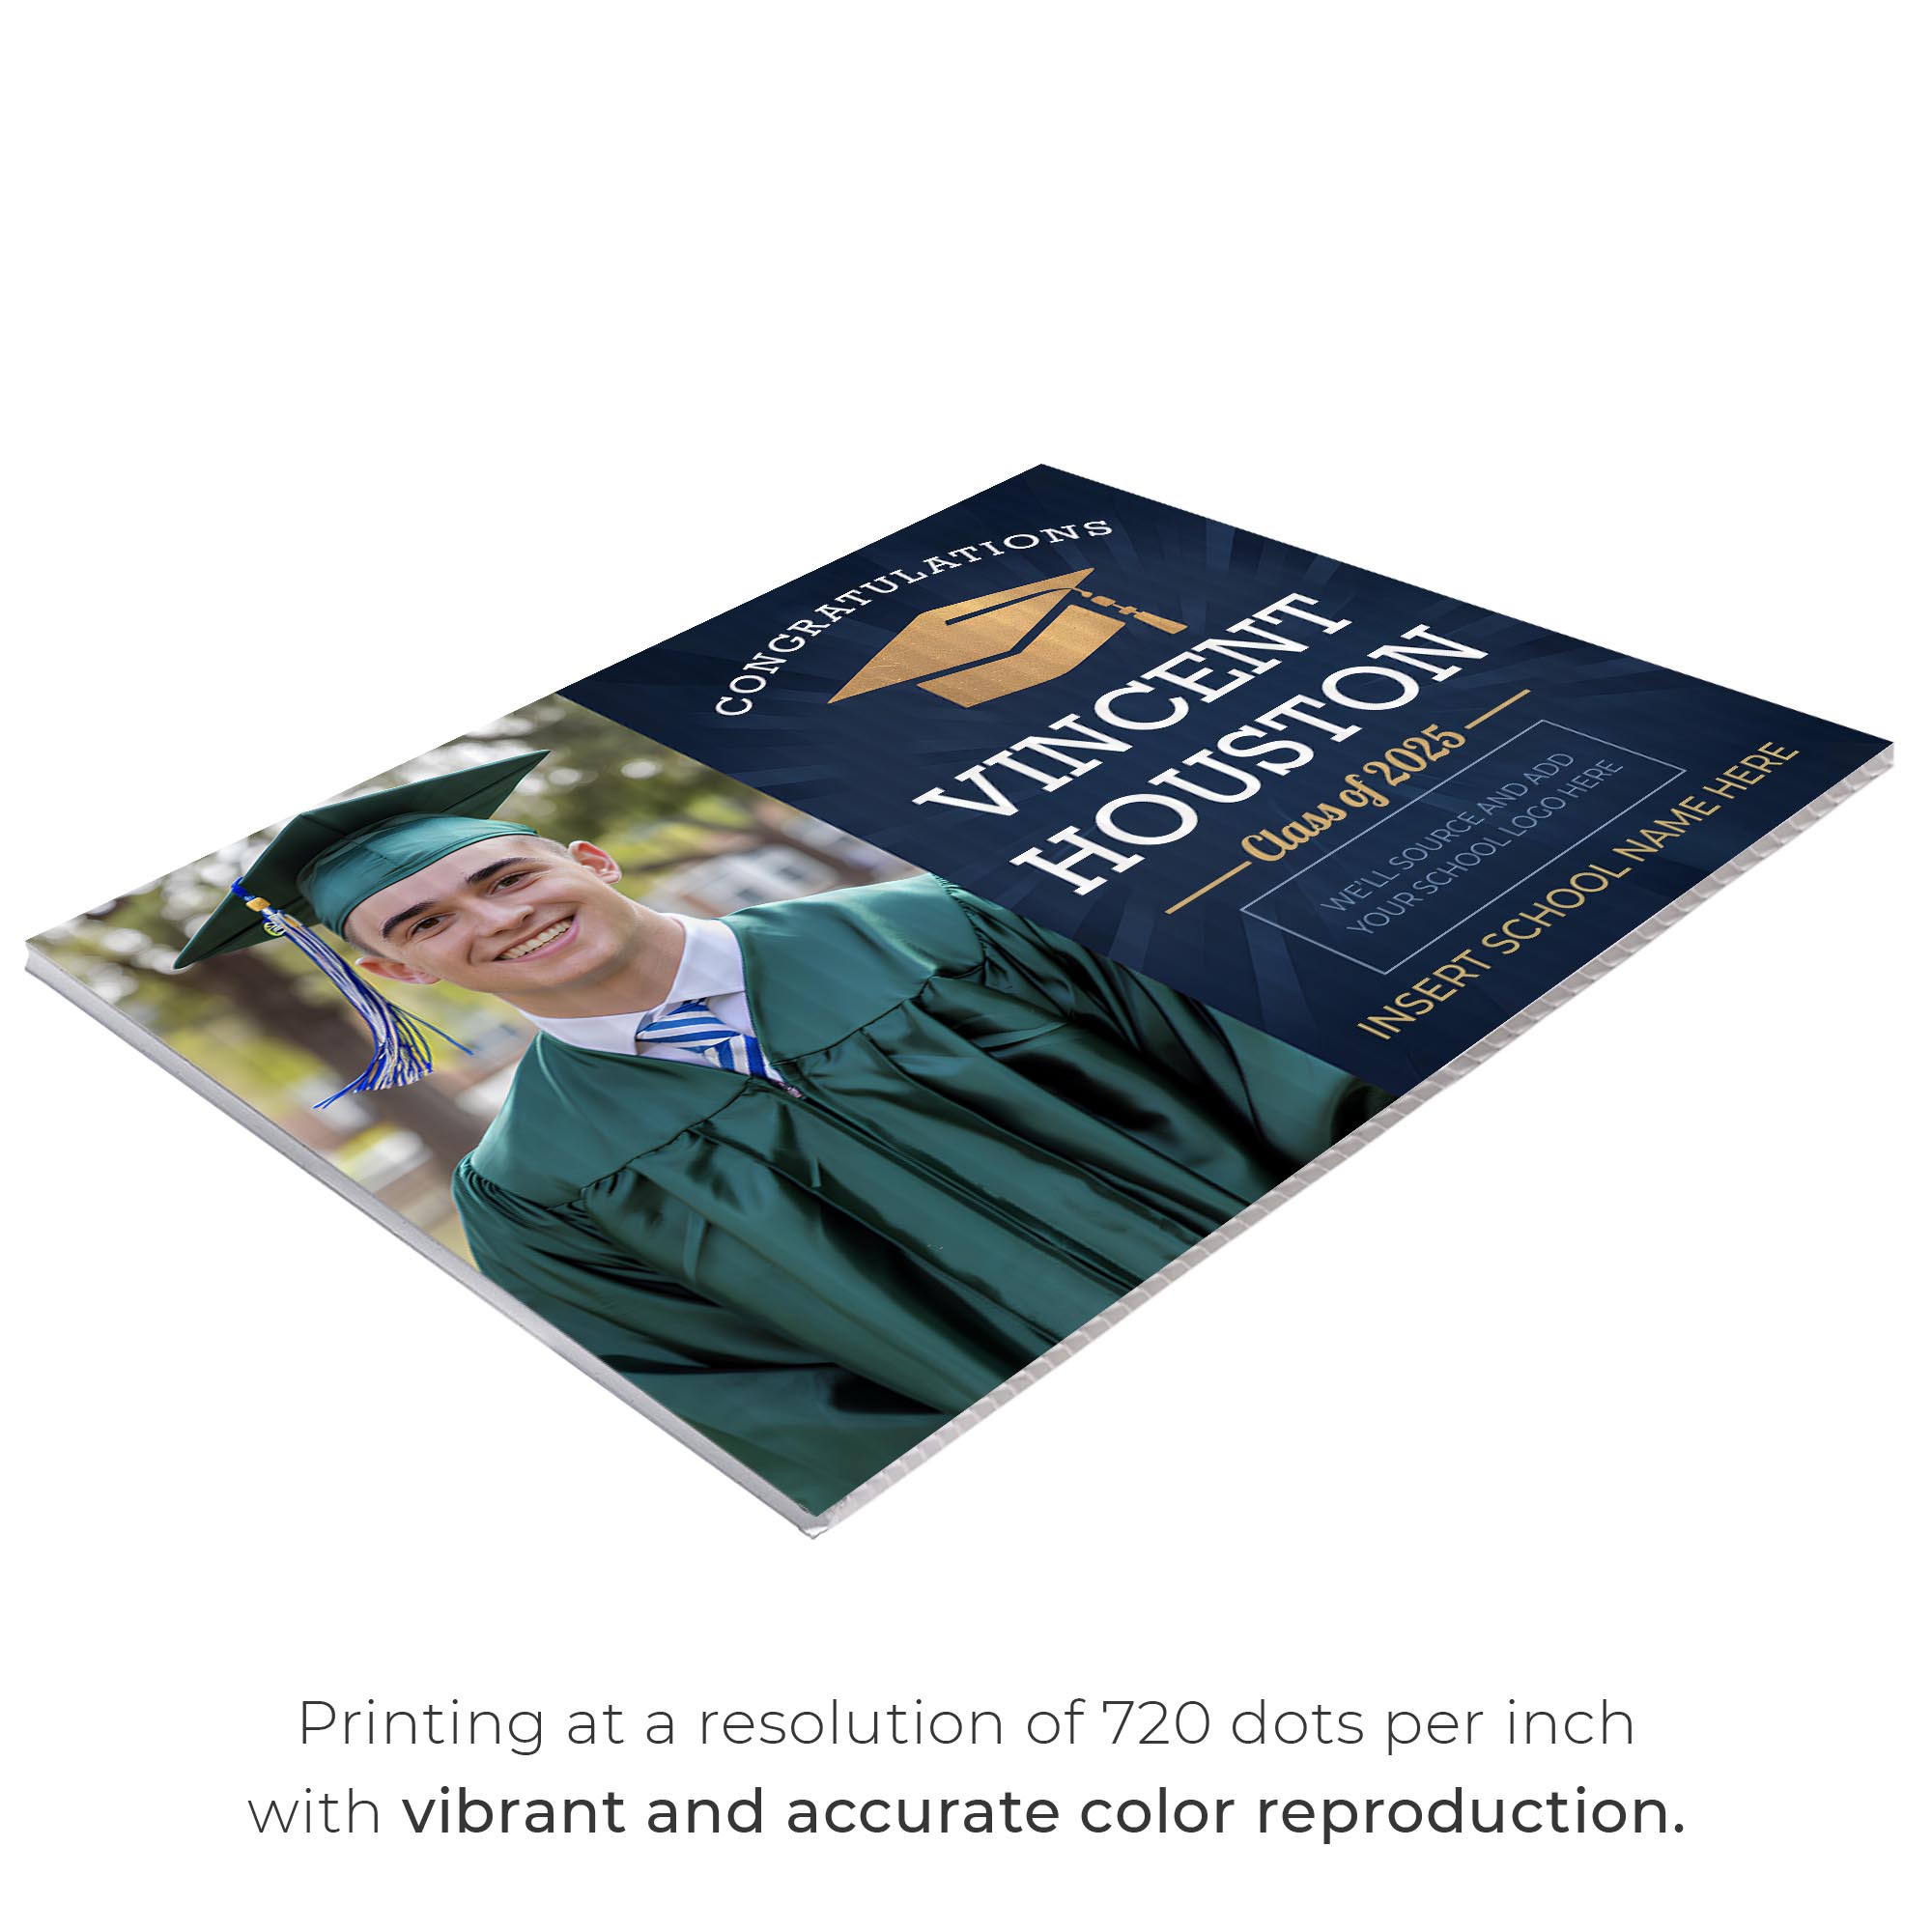 CONGRATULATIONS
VINCENT
HOUSTON
Class of 2025
WE'LL SOURCE AND ADD
YOUR SCHOOL LOGO HERE
INSERT SCHOOL NAME HERE
Printing at a resolution of 720 dots per inch
with vibrant and accurate color reproduction.